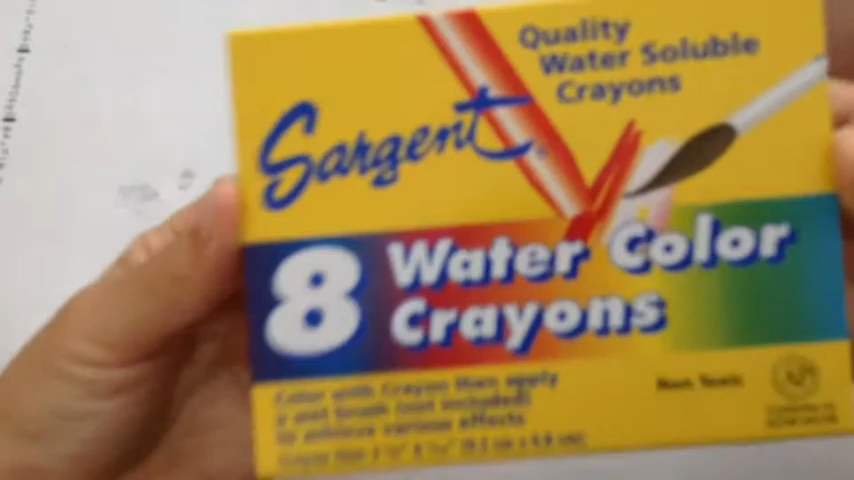 Quality
Water Soluble
Crayons
Sargent
8 Water Color
Crayons
Color with Crayon then apply
a wet brush (not included)
to achieve various effects
Non Toxic